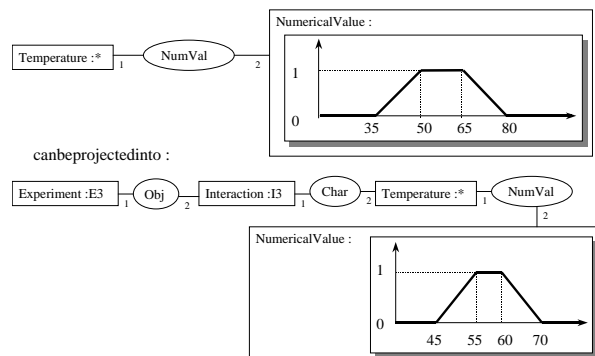 NumericalValue :
Temperature :*
1
NumVal
2
1
0
35 50 65 80
canbeprojectedinto :
Experiment :E3
1
Obj
2
Interaction :I3
1
Char
2
Temperature :*
1
NumVal
2
NumericalValue :
1
0
45 55 60 70